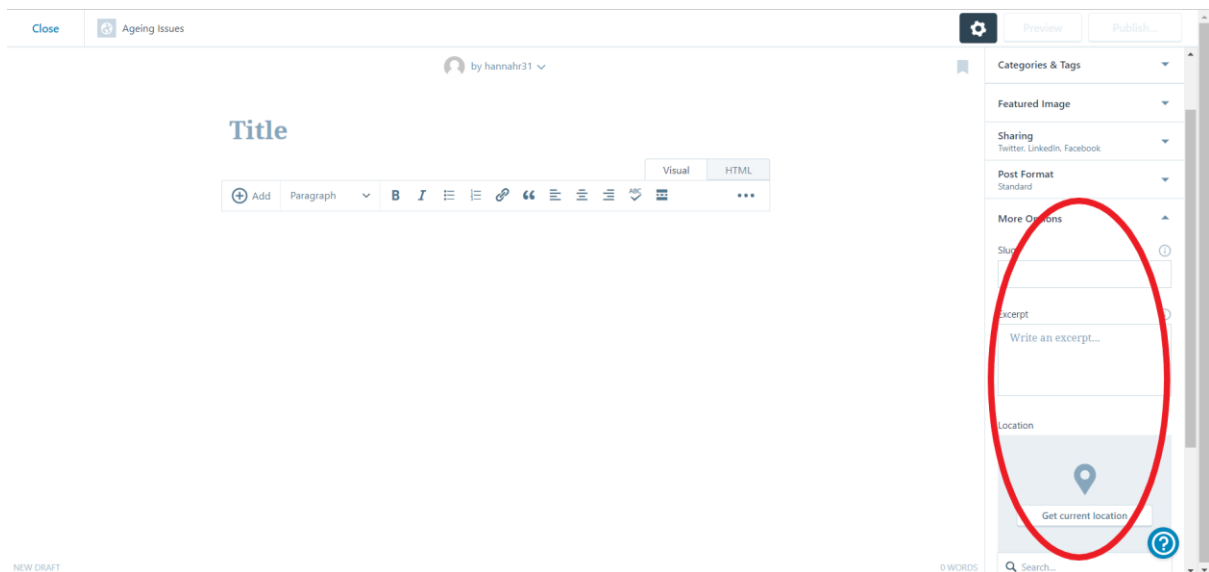 Close
Ageing Issues
Preview
Publish...
by hannahr31
Title
Visual
HTML
Add
Paragraph
B I ABC
Categories & Tags
Featured Image
Sharing
Twitter, LinkedIn, Facebook
Post Format
Standard
More Options
Slug
Excerpt
Write an excerpt...
Location
Get current location
Search...
NEW DRAFT
0 WORDS